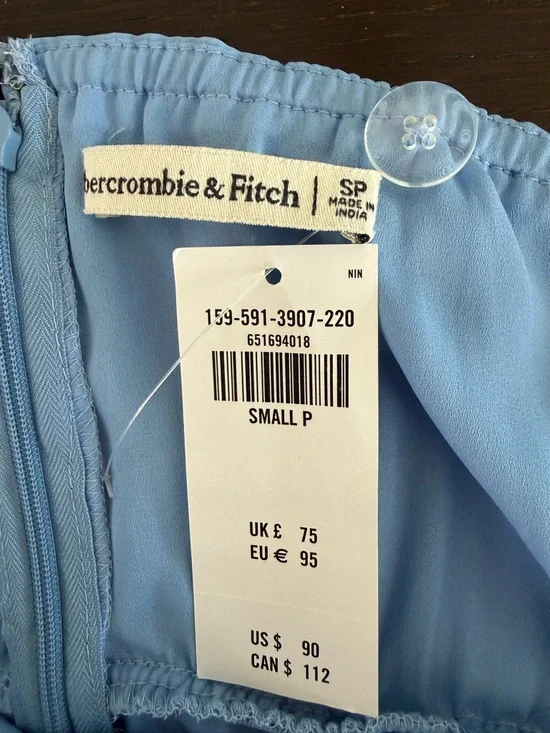 bercrombie & Fitch | SP
MADE IN
INDIA
NIN
159-591-3907-220
651694018
SMALL P
UK £ 75
EU € 95
US $ 90
CAN $ 112